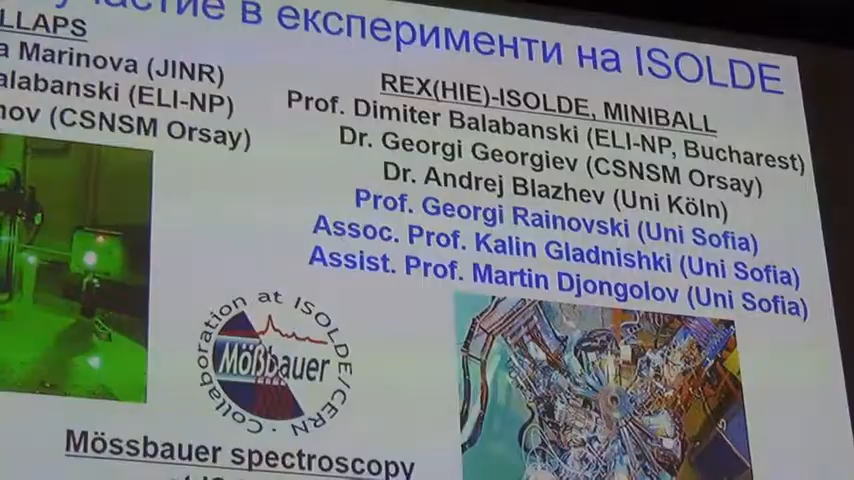 участие в експерименти на ISOLDE
LLAPS
a Marinova (JINR)
alabanski (ELI-NP)
nov (CSNSM Orsay)
REX(HIE)-ISOLDE, MINIBALL
Prof. Dimiter Balabanski (ELI-NP, Bucharest)
Dr. Georgi Georgiev (CSNSM Orsay)
Dr. Andrej Blazhev (Uni Köln)
Prof. Georgi Rainovski (Uni Sofia)
Assoc. Prof. Kalin Gladnishki (Uni Sofia)
Assist. Prof. Martin Djongolov (Uni Sofia)
Mößbauer
Collaboration at ISOLDE/CERN
Mössbauer spectroscopy